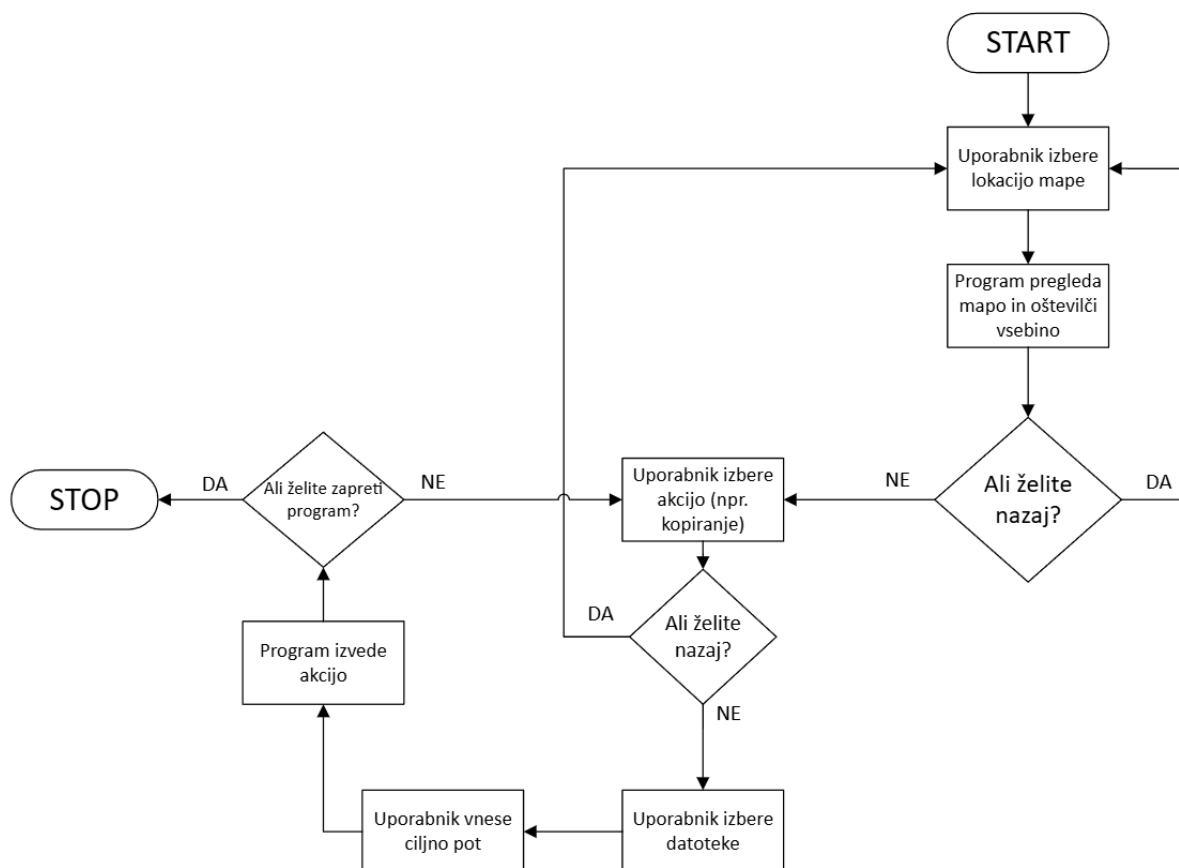 START
Uporabnik izbere
lokacijo mape
Program pregleda
mapo in oštevilči
vsebino
Ali želite
nazaj?
DA
NE
Uporabnik izbere
akcijo (npr.
kopiranje)
Ali želite
nazaj?
DA
NE
Uporabnik izbere
datoteke
Uporabnik vnese
ciljno pot
Program izvede
akcijo
Ali želite zapreti
program?
NE
DA
STOP